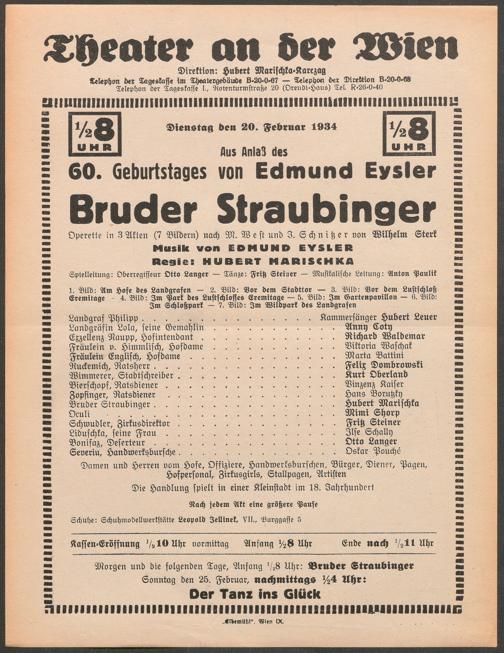 Theater an der Wien
Direktion: Hubert Marischka-Karczag
Telephon der Tageskasse im Theatergebäude B-20-0-67 — Telephon der Direktion B-20-0-68
Telephon der Tageskasse I., Rotenturmstraße 20 (Orendi-Haus) Tel. R-26-0-40
½8 UHR
Dienstag den 20. Februar 1934
½8 UHR
Aus Anlaß des
60. Geburtstages von Edmund Eysler
Bruder Straubinger
Operette in 3 Akten (7 Bildern) nach M. West und J. Schnitzer von Wilhelm Sterk
Musik von EDMUND EYSLER
Regie: HUBERT MARISCHKA
Spielleitung: Oberregisseur Otto Langer — Tänze: Fritz Steiner — Musikalische Leitung: Anton Paulik
1. Bild: Am Hofe des Landgrafen — 2. Bild: Vor dem Stadttor — 3. Bild: Vor dem Lustschloß
Eremitage - 4. Bild: Im Park des Lustschlosses Eremitage — 5. Bild: Im Gartenpavillon — 6. Bild:
Im Schloßpark — 7. Bild: Im Wildpark des Landgrafen
Landgraf Philipp . . . Kammersänger Hubert Leuer
Landgräfin Lola, seine Gemahlin . . . Anny Coty
Exzellenz Naupp, Hofintendant . . . Richard Waldemar
Fräulein v. Himmlisch, Hofdame . . . Viktoria Waschak
Fräulein Englisch, Hofdame . . . Marta Battini
Ruckemich, Ratsherr . . . Felix Dombrowski
Wimmerer, Stadtschreiber . . . Kurt Oberland
Bierschopf, Ratsdiener . . . Vinzenz Kaiser
Zopfinger, Ratsdiener . . . Hans Borutzky
Bruder Straubinger . . . Hubert Marischka
Oculi . . . Mimi Shorp
Schwudler, Zirkusdirektor . . . Fritz Steiner
Liduschka, seine Frau . . . Ilse Schally
Bonifaz, Deserteur . . . Otto Langer
Severin, Handwerksbursche . . . Oskar Pouché
Damen und Herren vom Hofe, Offiziere, Handwerksburschen, Bürger, Diener, Pagen,
Hofpersonal, Zirkusgirls, Stallpagen, Artisten
Die Handlung spielt in einer Kleinstadt im 18. Jahrhundert
Nach jedem Akt eine größere Pause
Schuhe: Schuhmodellwerkstätte Leopold Jellinek, VII., Burggasse 5
Kassen-Eröffnung ½10 Uhr vormittag Anfang ½8 Uhr Ende nach ½11 Uhr
Morgen und die folgenden Tage, Anfang ½8 Uhr: Bruder Straubinger
Sonntag den 25. Februar, nachmittags ¼4 Uhr:
Der Tanz ins Glück
„Elbemühl“, Wien IX.